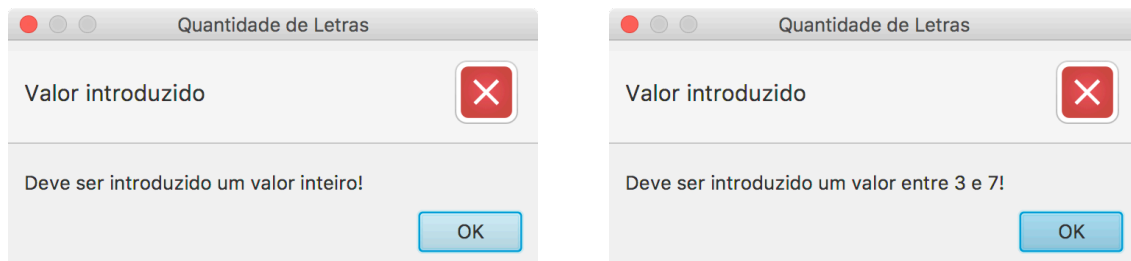 Quantidade de Letras
Valor introduzido
Deve ser introduzido um valor inteiro!
OK
Quantidade de Letras
Valor introduzido
Deve ser introduzido um valor entre 3 e 7!
OK